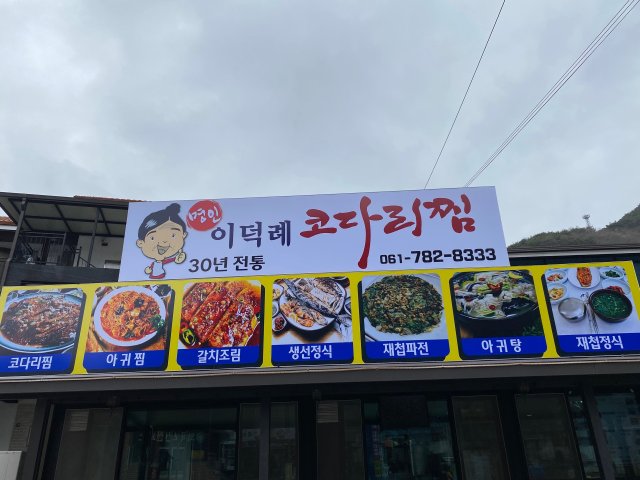 명인 이덕례 코다리찜
30년 전통
061-782-8333
코다리찜
아귀찜
갈치조림
생선정식
재첩파전
아귀탕
재첩정식